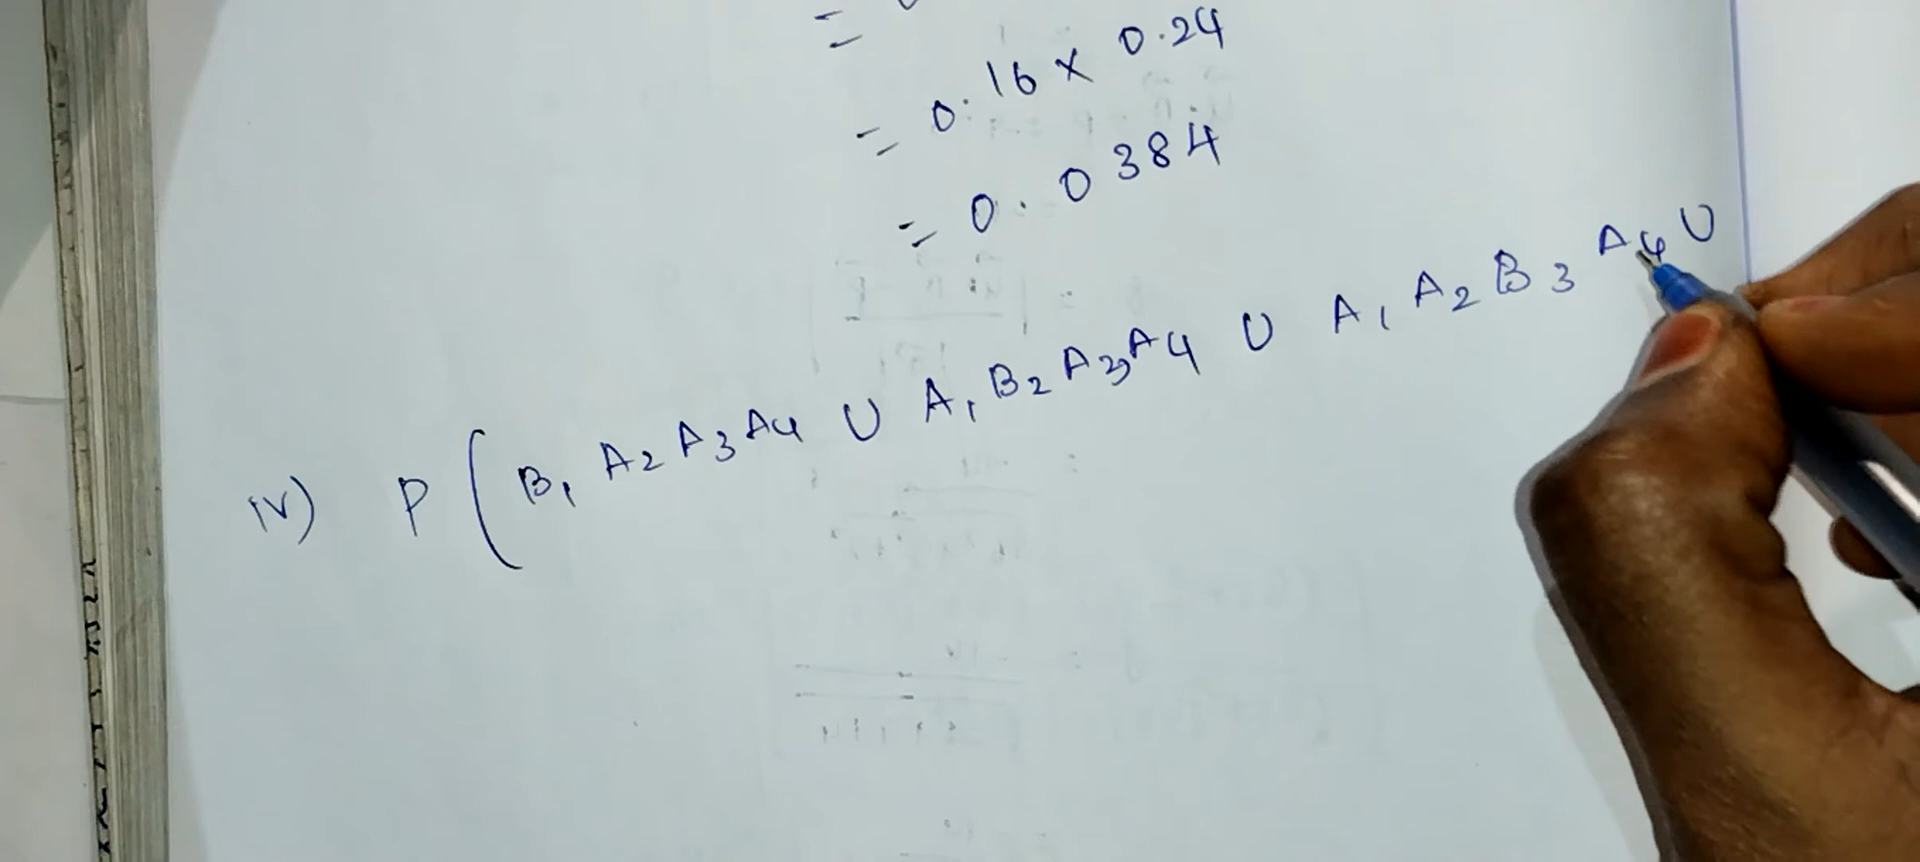 =
= 0.16 × 0.24
= 0.0384
iv) P ( B₁ A₂ A₃ A₄ ∪ A₁ B₂ A₃ A₄ ∪ A₁ A₂ B₃ A₄ ∪